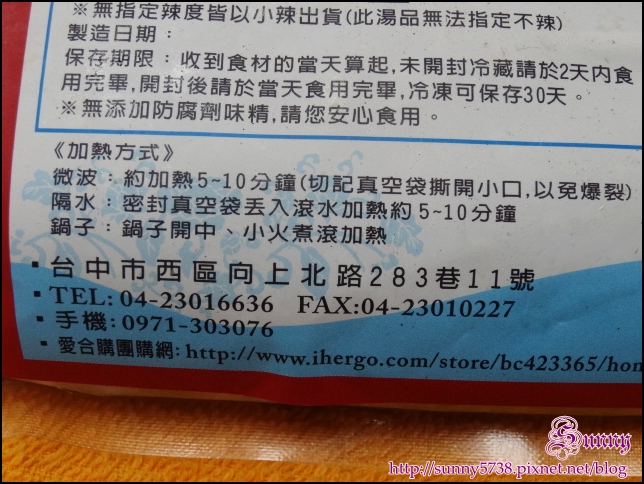 ※無指定辣度皆以小辣出貨(此湯品無法指定不辣)
製造日期：
保存期限：收到食材的當天算起,未開封冷藏請於2天內食
用完畢,開封後請於當天食用完畢,冷凍可保存30天。
※無添加防腐劑味精,請您安心食用。
《加熱方式》
微波：約加熱5~10分鐘(切記真空袋撕開小口,以免爆裂)
隔水：密封真空袋丟入滾水加熱約5~10分鐘
鍋子：鍋子開中、小火煮滾加熱
▪台中市西區向上北路283巷11號
▪TEL: 04-23016636 FAX:04-23010227
▪手機:0971-303076
▪愛合購團購網: http://www.ihergo.com/store/bc423365/hon
Sunny
http://sunny5738.pixnet.net/blog